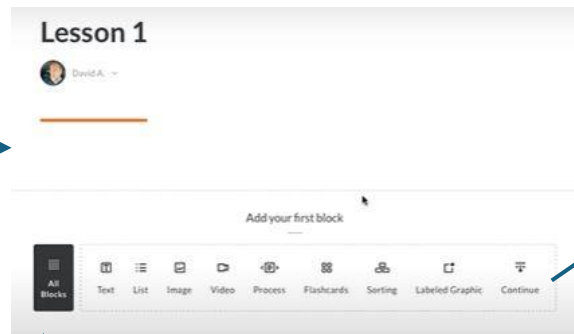 Lesson 1
David A.
Add your first block
All Blocks
Text List Image Video Process Flashcards Sorting Labeled Graphic Continue